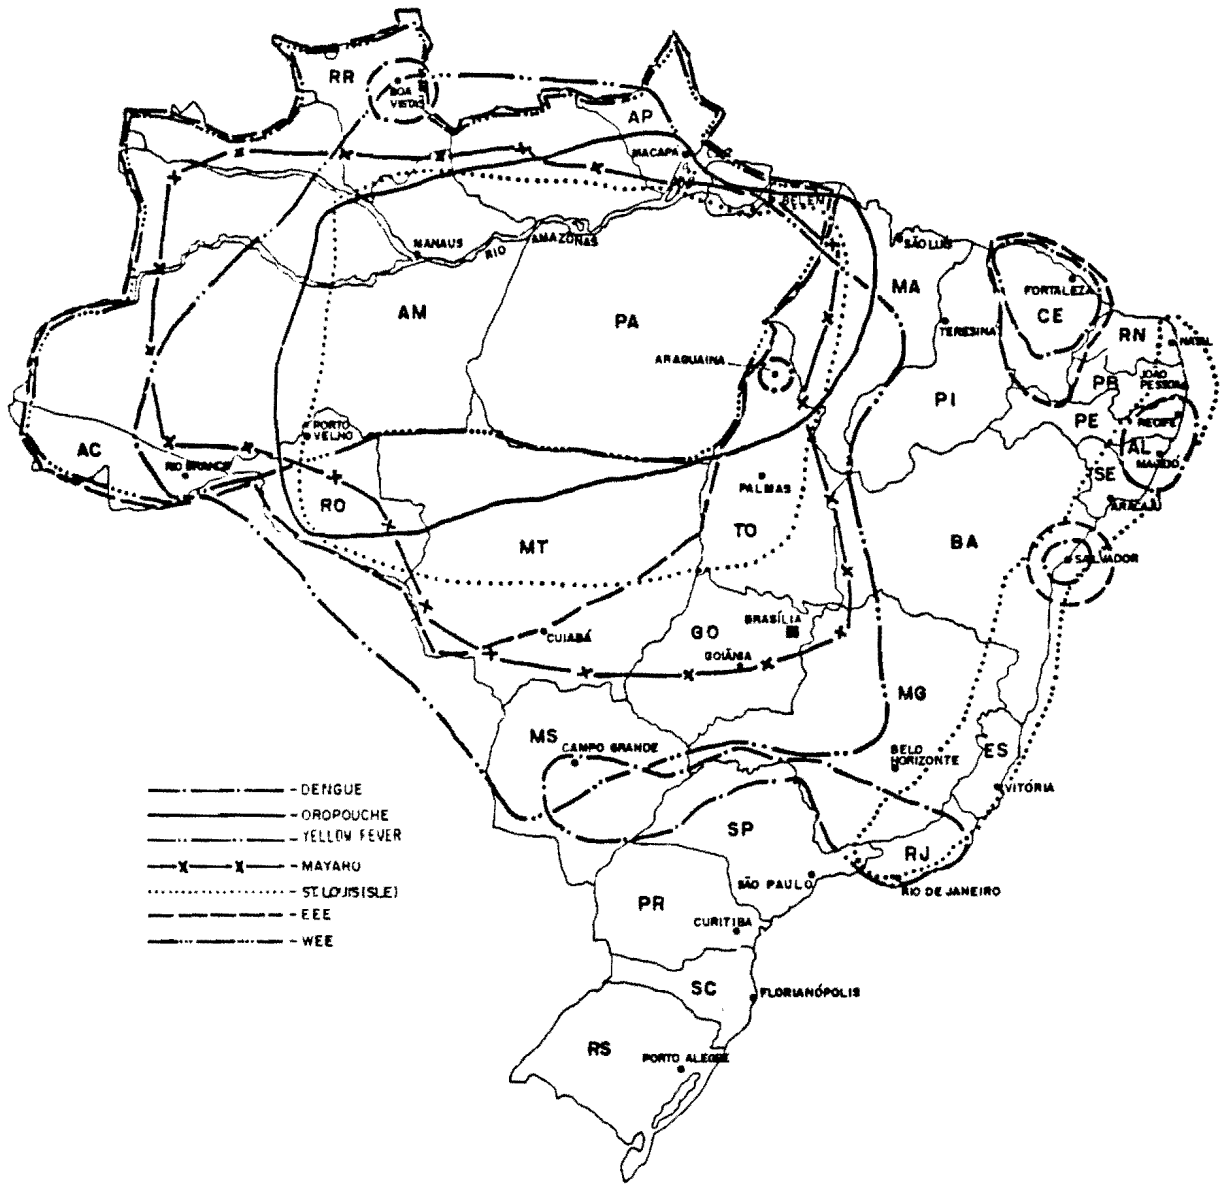 RR
BOA
VISTA
AP
MACAPÁ
BELÉM
SÃO LUIS
MANAUS
RIO
AMAZONAS
MA
FORTALEZA
CE
AM
PA
TERESINA
RN
NATAL
ARAGUAINA
JOÃO
PESSOA
PB
PI
PE
RECIFE
PORTO
VELHO
AC
RIO BRANCO
AL
MACEIÓ
SE
PALMAS
ARACAJU
RO
TO
MT
BA
SALVADOR
BRASÍLIA
CUIABÁ
GO
GOIÂNIA
MG
MS
CAMPO GRANDE
BELO
HORIZONTE
ES
VITÓRIA
- DENGUE
- OROPOUCHE
- YELLOW FEVER
- MAYARO
- ST. LOUIS (SLE)
- EEE
- WEE
SP
RJ
SÃO PAULO
RIO DE JANEIRO
PR
CURITIBA
SC
FLORIANÓPOLIS
RS
PORTO ALEGRE